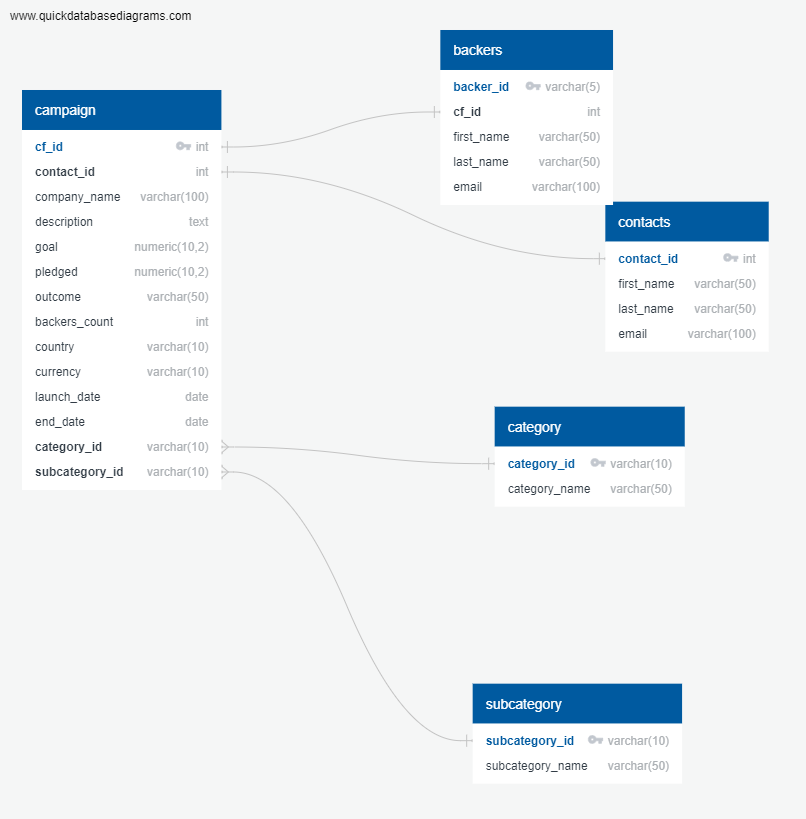 www.quickdatabasediagrams.com
campaign
cf_id int
contact_id int
company_name varchar(100)
description text
goal numeric(10,2)
pledged numeric(10,2)
outcome varchar(50)
backers_count int
country varchar(10)
currency varchar(10)
launch_date date
end_date date
category_id varchar(10)
subcategory_id varchar(10)
backers
backer_id varchar(5)
cf_id int
first_name varchar(50)
last_name varchar(50)
email varchar(100)
contacts
contact_id int
first_name varchar(50)
last_name varchar(50)
email varchar(100)
category
category_id varchar(10)
category_name varchar(50)
subcategory
subcategory_id varchar(10)
subcategory_name varchar(50)